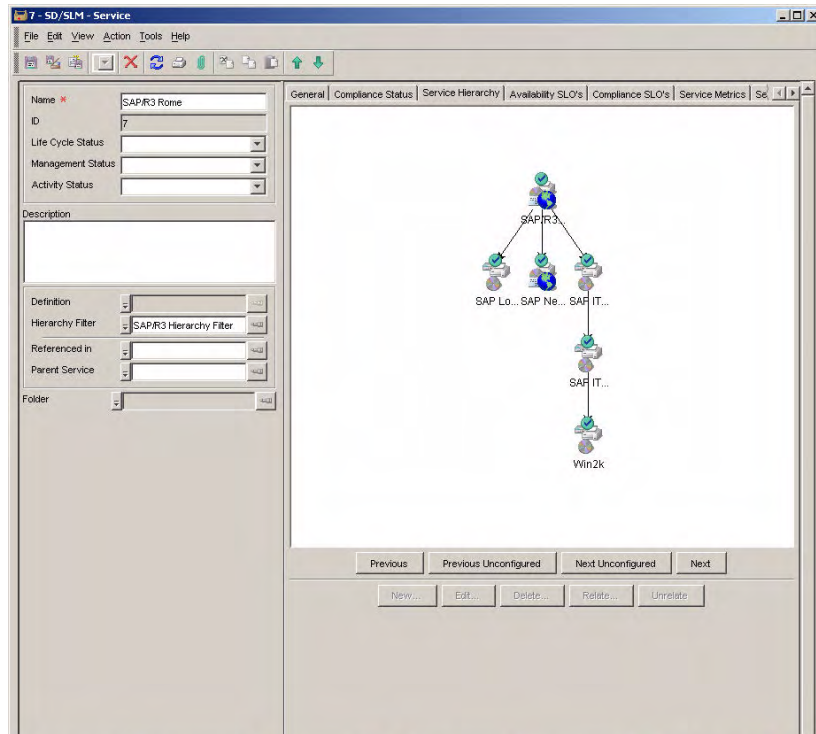 7 - SD/SLM - Service
File Edit View Action Tools Help
Name
SAP/R3 Rome
ID
7
Life Cycle Status
Management Status
Activity Status
Description
Definition
Hierarchy Filter
SAP/R3 Hierarchy Filter
Referenced in
Parent Service
Folder
General Compliance Status Service Hierarchy Availability SLO's Compliance SLO's Service Metrics Se
SAP/R3...
SAP Lo... SAP Ne... SAP IT...
SAP IT...
Win2k
Previous Previous Unconfigured Next Unconfigured Next
New... Edit... Delete... Relate... Unrelate